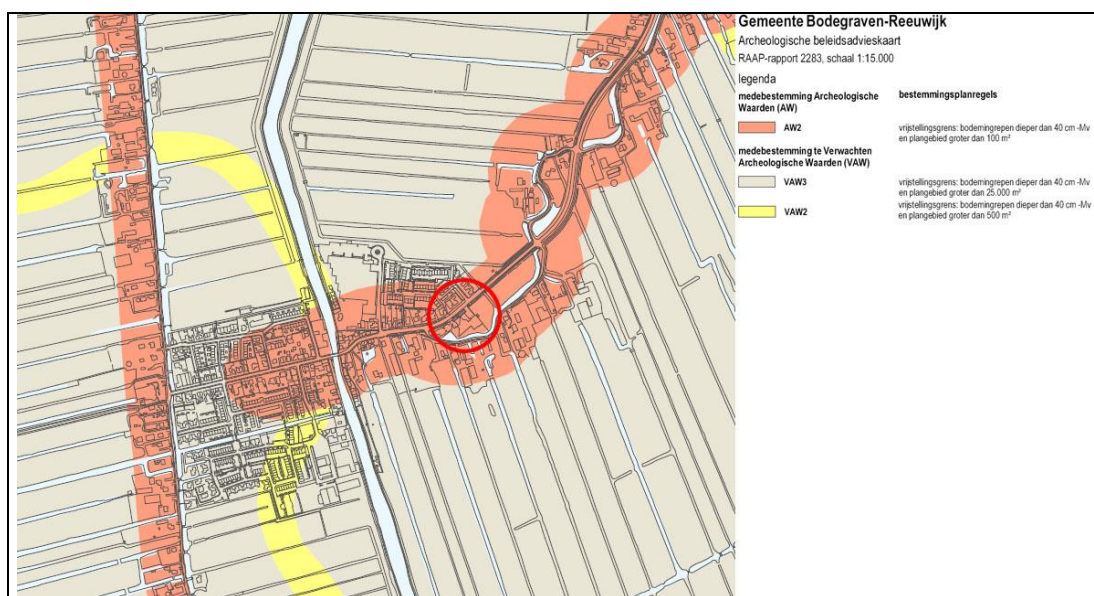 Gemeente Bodegraven-Reeuwijk
Archeologische beleidsadvieskaart
RAAP-rapport 2283, schaal 1:15.000
legenda
medebestemming Archeologische
Waarden (AW)
bestemmingsplanregels
AW2
vrijstellingsgrens: bodemingrepen dieper dan 40 cm -Mv
en plangebied groter dan 100 m²
medebestemming te Verwachten
Archeologische Waarden (VAW)
VAW3
vrijstellingsgrens: bodemingrepen dieper dan 40 cm -Mv
en plangebied groter dan 25.000 m²
VAW2
vrijstellingsgrens: bodemingrepen dieper dan 40 cm -Mv
en plangebied groter dan 500 m²